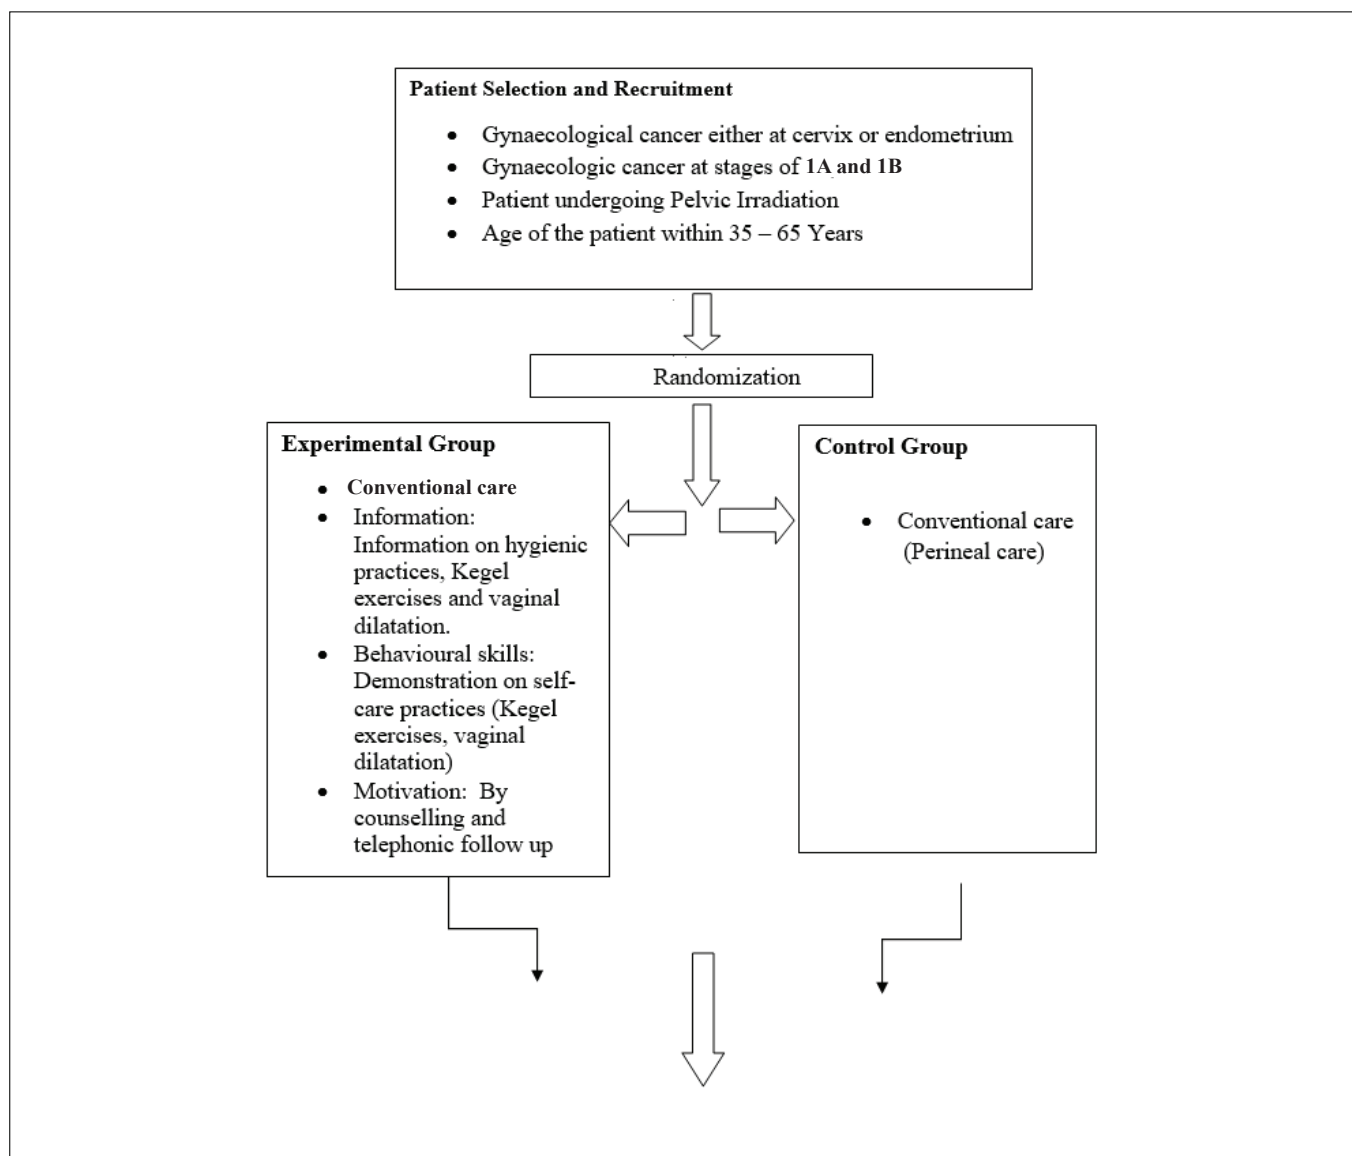 Patient Selection and Recruitment
• Gynaecological cancer either at cervix or endometrium
• Gynaecologic cancer at stages of 1A and 1B
• Patient undergoing Pelvic Irradiation
• Age of the patient within 35 – 65 Years
Randomization
Experimental Group
• Conventional care
• Information:
Information on hygienic
practices, Kegel
exercises and vaginal
dilatation.
• Behavioural skills:
Demonstration on self-
care practices (Kegel
exercises, vaginal
dilatation)
• Motivation: By
counselling and
telephonic follow up
Control Group
• Conventional care
(Perineal care)